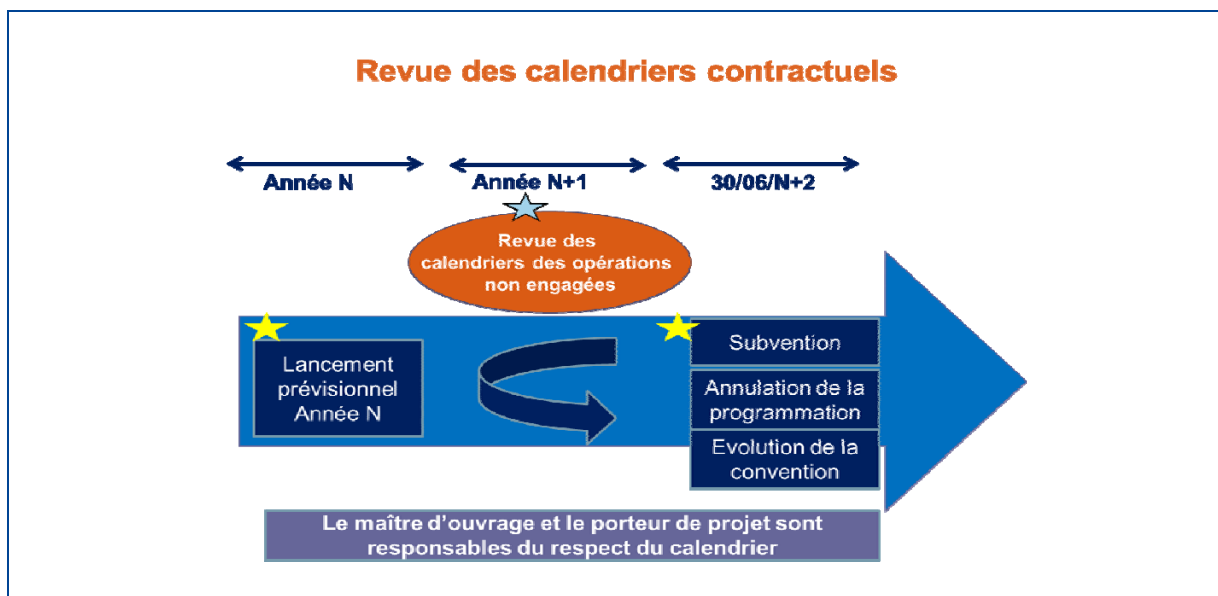 Revue des calendriers contractuels
Année N
Année N+1
30/06/N+2
Revue des
calendriers des opérations
non engagées
Lancement
prévisionnel
Année N
Subvention
Annulation de la
programmation
Evolution de la
convention
Le maître d'ouvrage et le porteur de projet sont
responsables du respect du calendrier